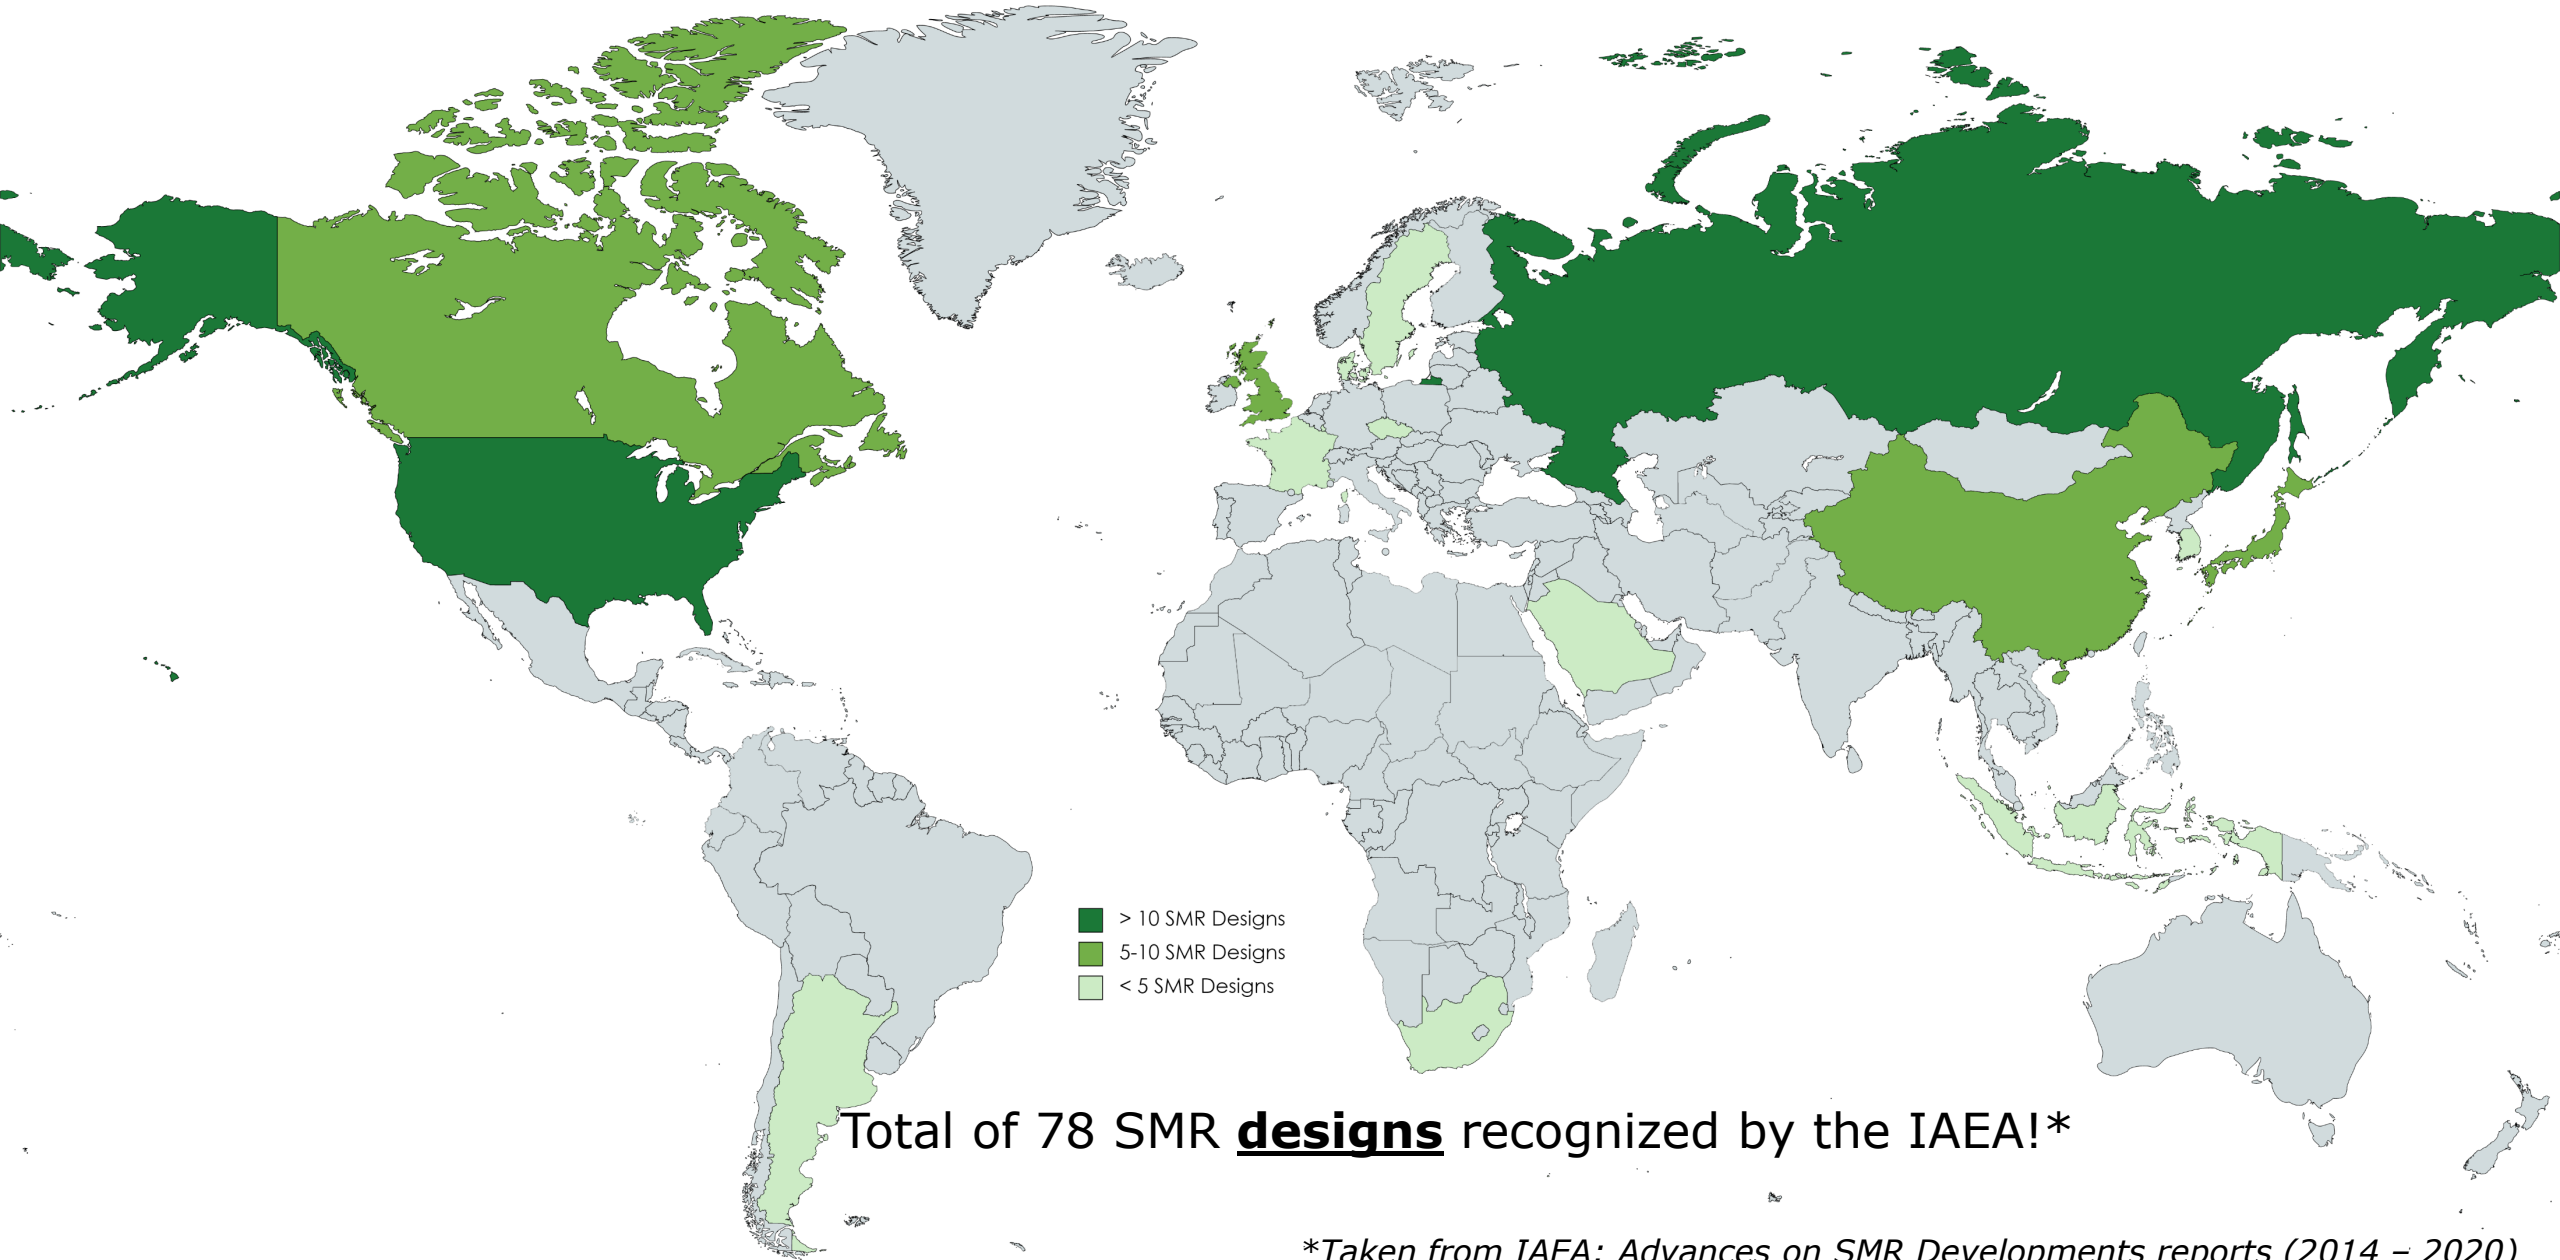 > 10 SMR Designs
5-10 SMR Designs
< 5 SMR Designs
Total of 78 SMR designs recognized by the IAEA!*
*Taken from IAEA: Advances on SMR Developments reports (2014 – 2020)